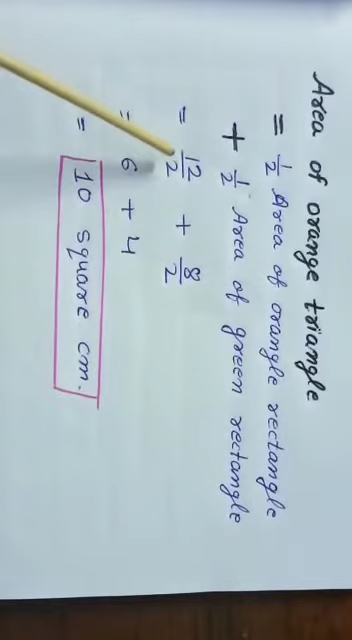 Area of orange triangle
= 1/2 Area of orangle rectangle
+ 1/2 Area of green rectangle
= 12/2 + 8/2
= 6 + 4
= 10 square cm.